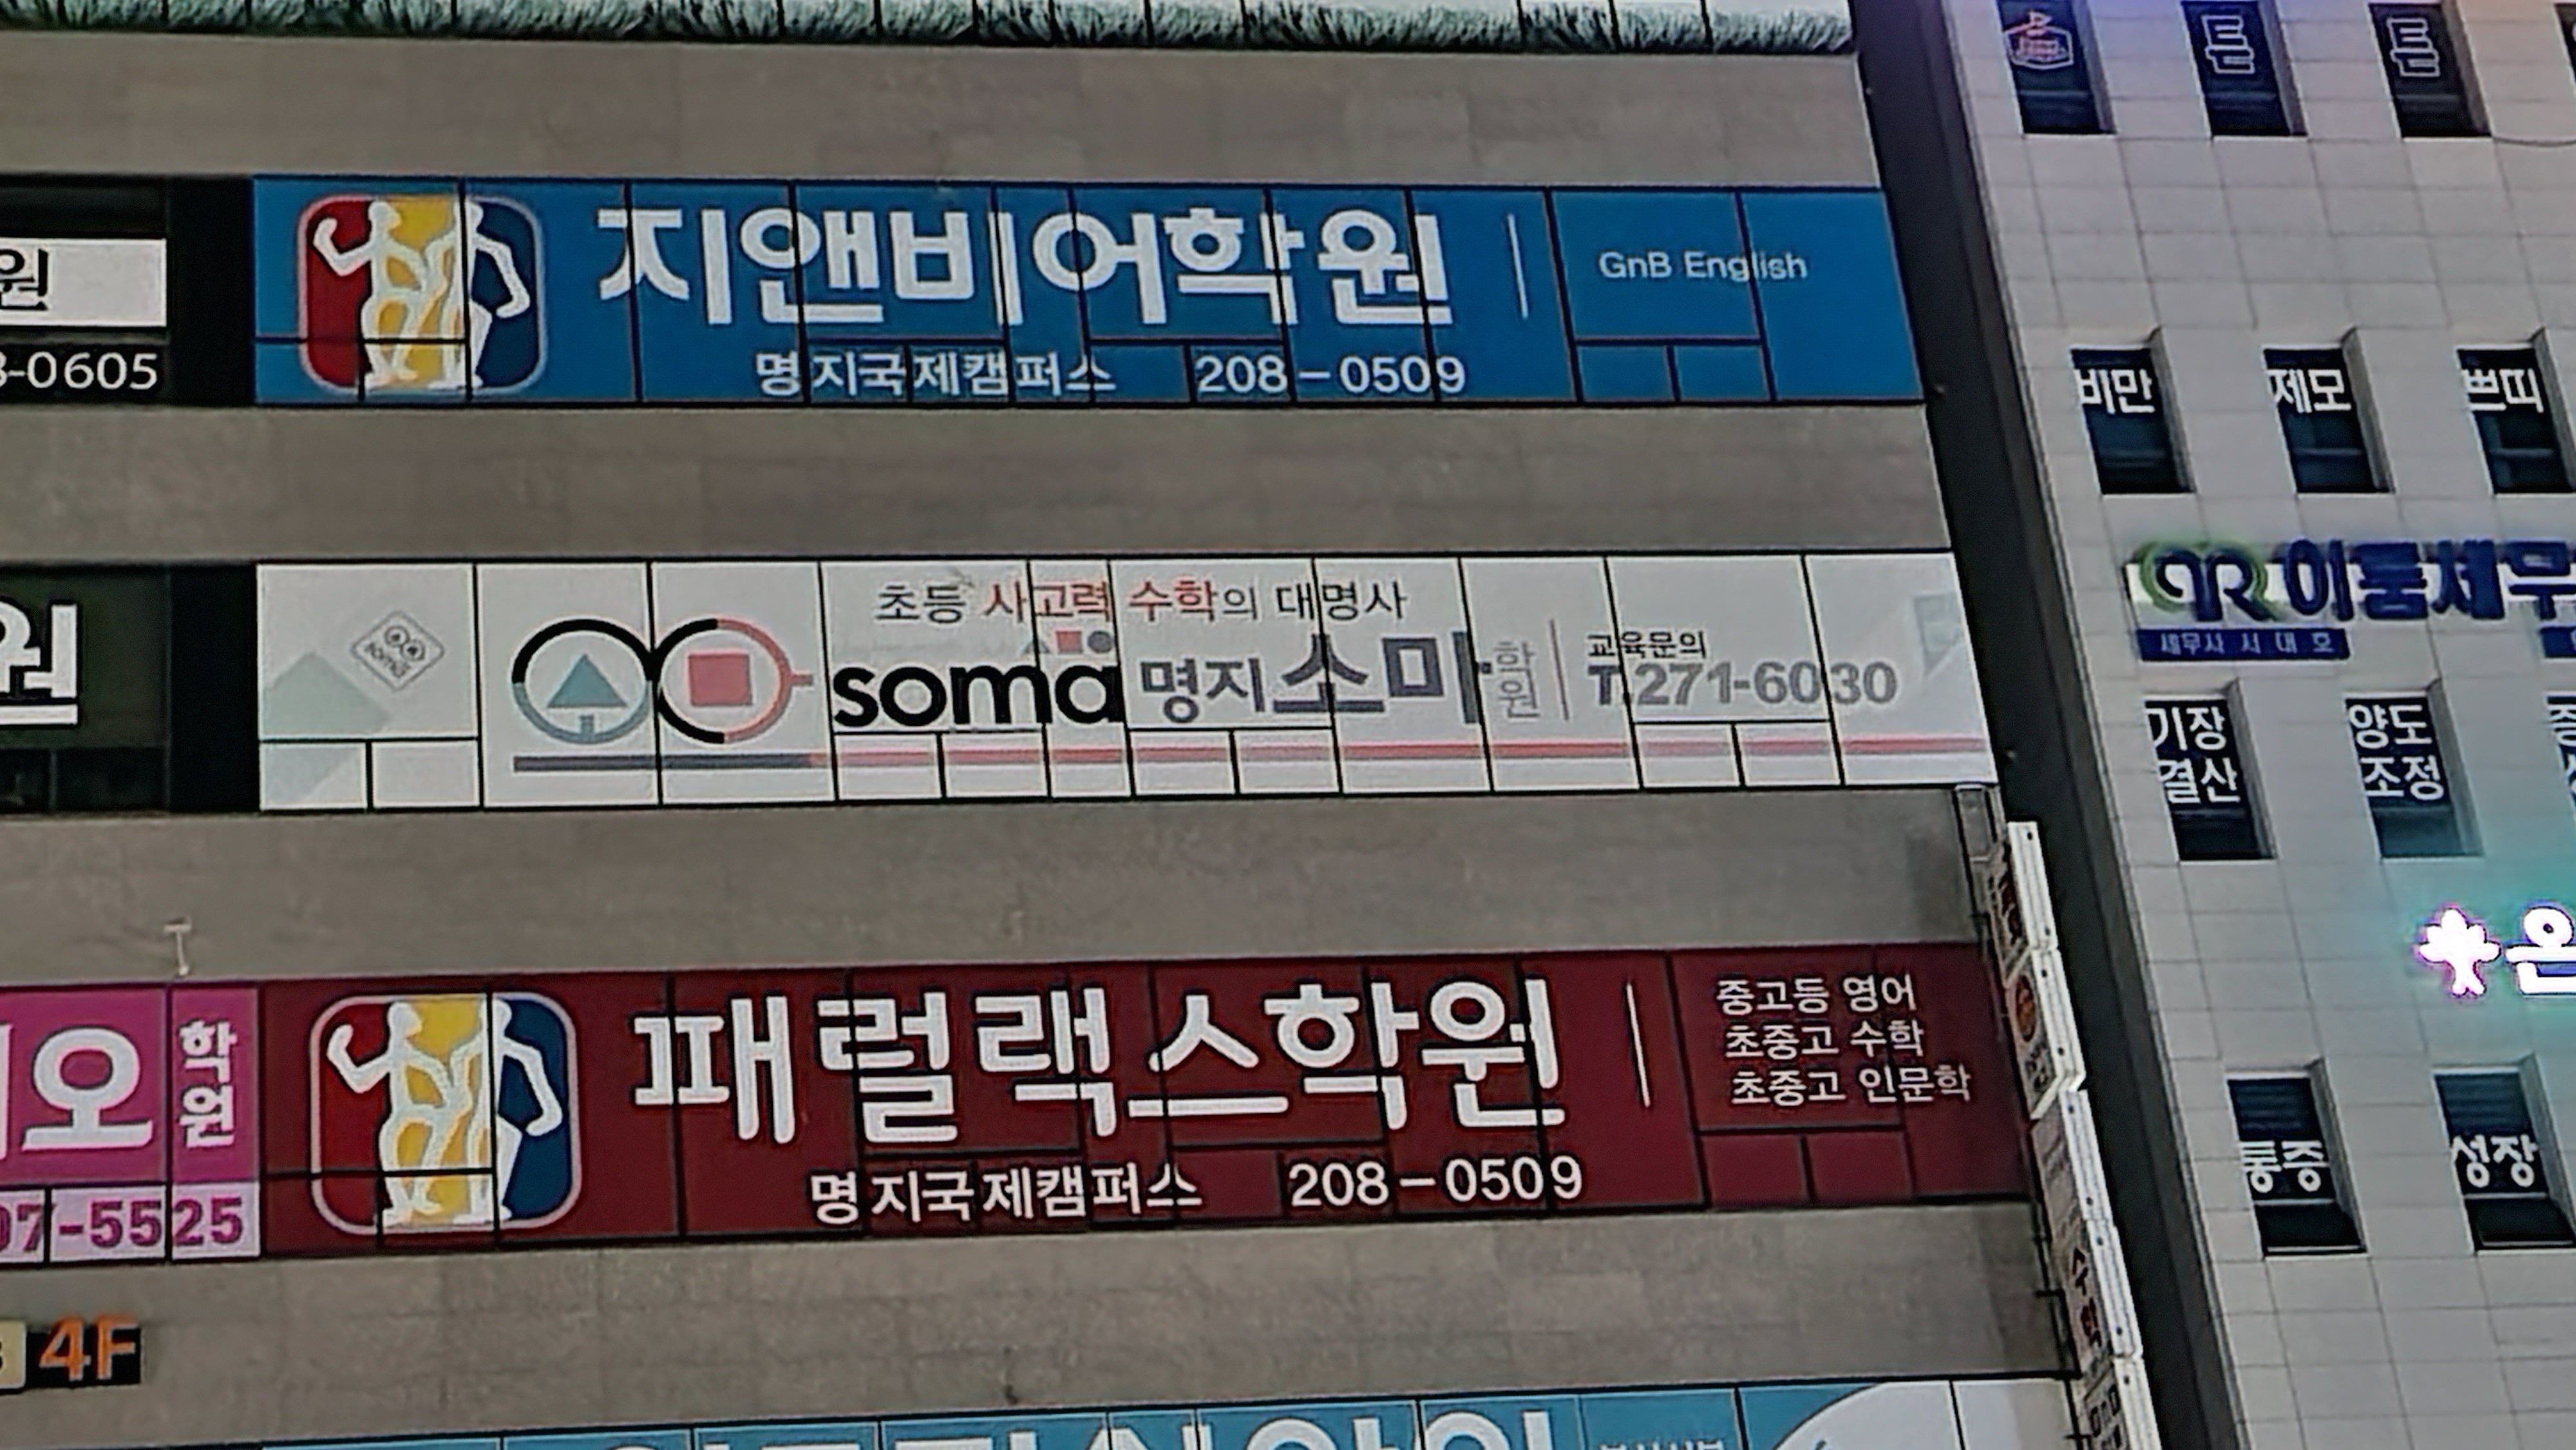 튼 튼
원
8-0605
지앤비어학원 GnB English
명지국제캠퍼스 208-0509
비만 제모 쁘띠
원
초등 사고력 수학의 대명사
soma 명지소마학원 교육문의
T.271-6030
이룸세무
세무사 서대호
기장 양도
결산 조정
온
오 학원
97-5525
패럴랙스학원
중고등 영어
초중고 수학
초중고 인문학
명지국제캠퍼스 208-0509
통증 성장
4F